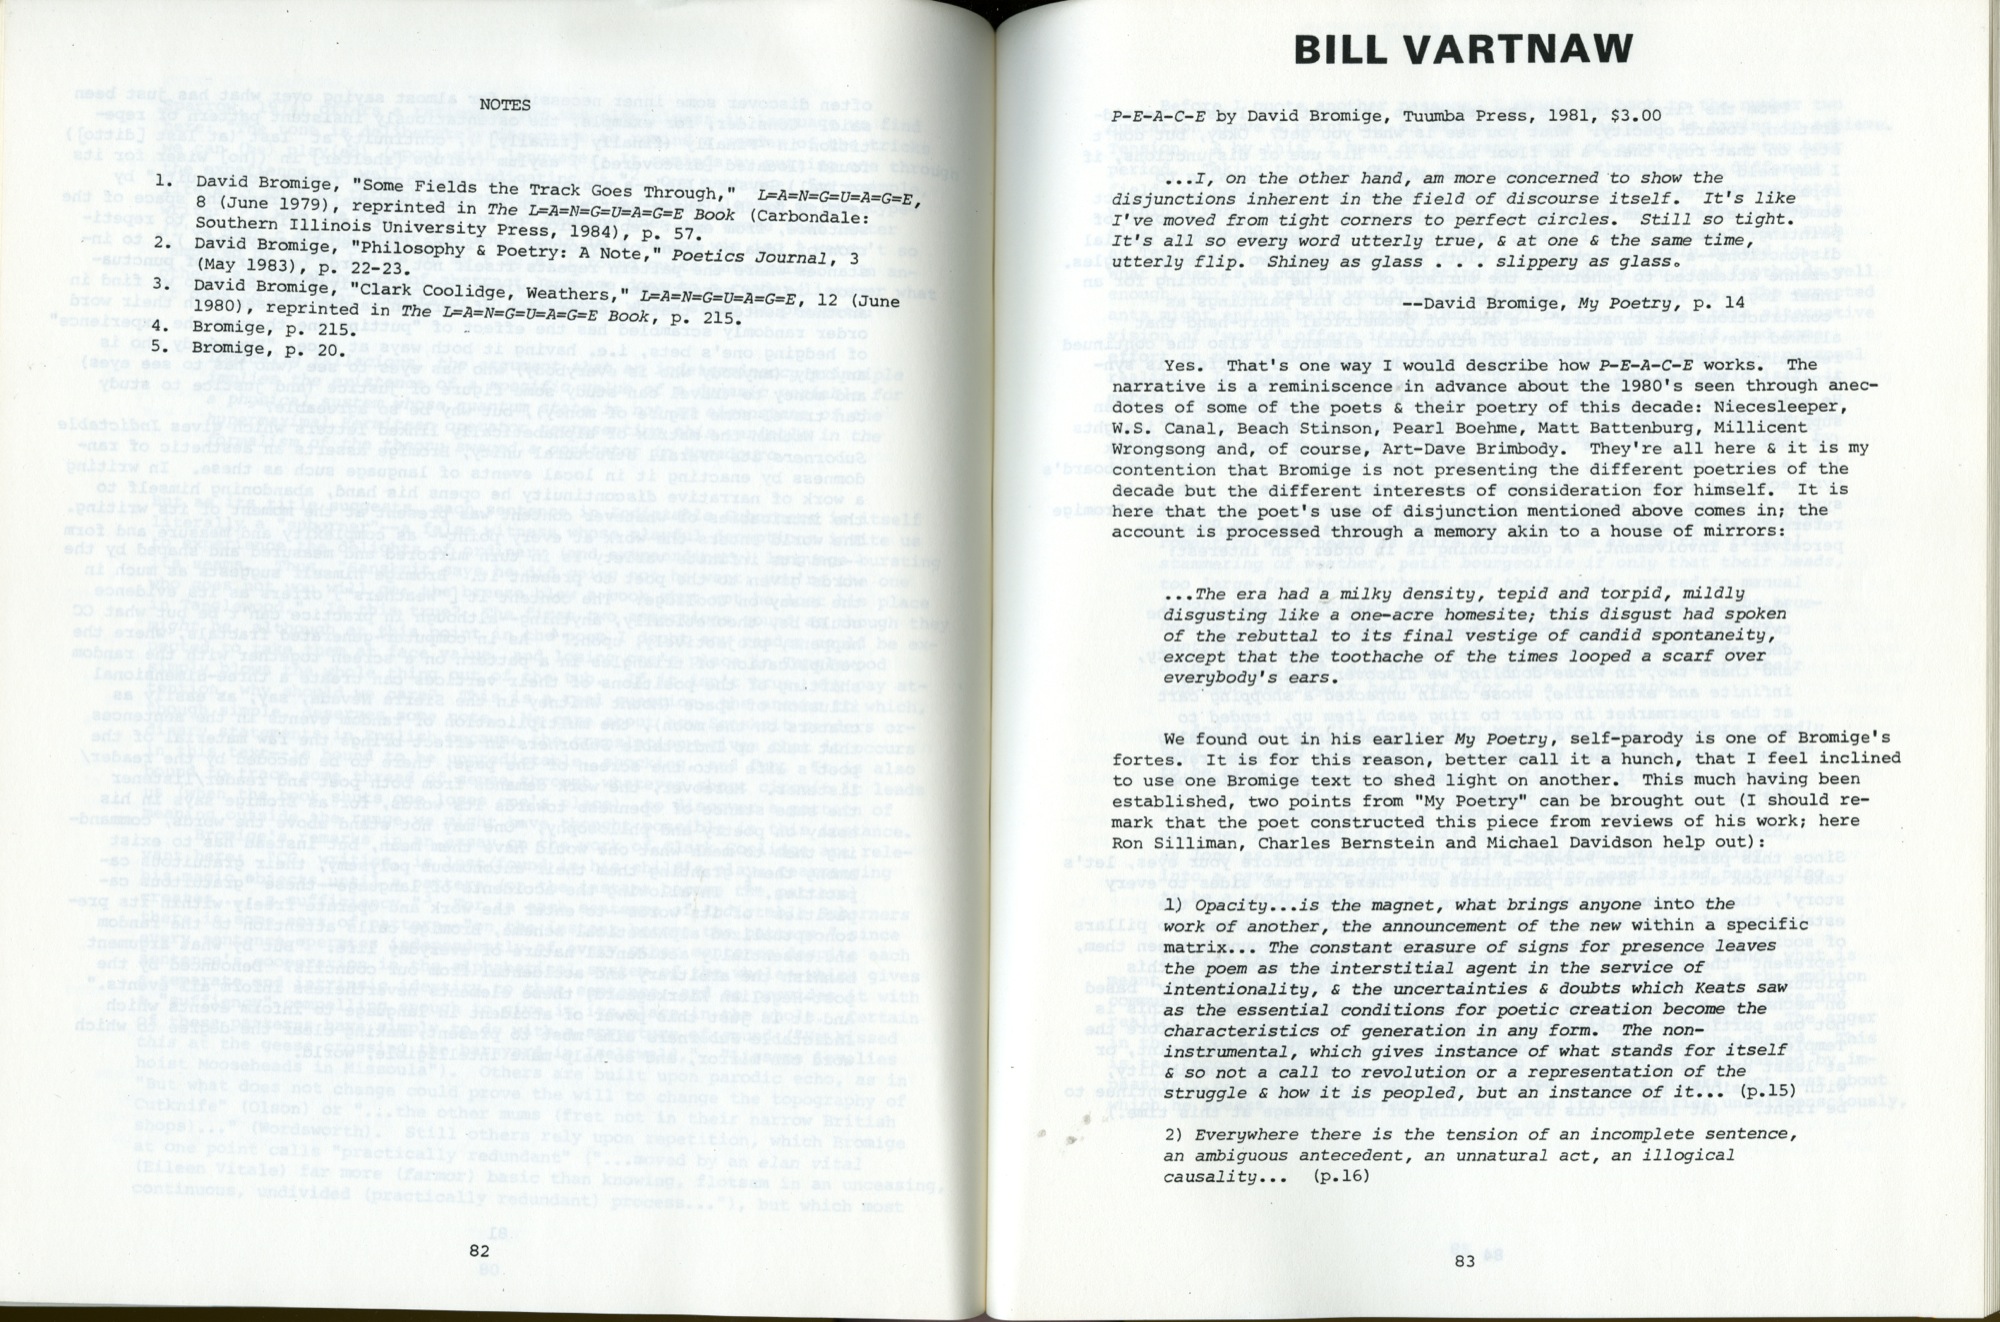 NOTES
1. David Bromige, "Some Fields the Track Goes Through," L=A=N=G=U=A=G=E,
8 (June 1979), reprinted in The L=A=N=G=U=A=G=E Book (Carbondale:
Southern Illinois University Press, 1984), p. 57.
2. David Bromige, "Philosophy & Poetry: A Note," Poetics Journal, 3
(May 1983), p. 22-23.
3. David Bromige, "Clark Coolidge, Weathers," L=A=N=G=U=A=G=E, 12 (June
1980), reprinted in The L=A=N=G=U=A=G=E Book, p. 215.
4. Bromige, p. 215.
5. Bromige, p. 20.
82
BILL VARTNAW
P-E-A-C-E by David Bromige, Tuumba Press, 1981, $3.00
...I, on the other hand, am more concerned to show the
disjunctions inherent in the field of discourse itself. It's like
I've moved from tight corners to perfect circles. Still so tight.
It's all so every word utterly true, & at one & the same time,
utterly flip. Shiney as glass . . . slippery as glass.
--David Bromige, My Poetry, p. 14
Yes. That's one way I would describe how P-E-A-C-E works. The
narrative is a reminiscence in advance about the 1980's seen through anec-
dotes of some of the poets & their poetry of this decade: Niecesleeper,
W.S. Canal, Beach Stinson, Pearl Boehme, Matt Battenburg, Millicent
Wrongsong and, of course, Art-Dave Brimbody. They're all here & it is my
contention that Bromige is not presenting the different poetries of the
decade but the different interests of consideration for himself. It is
here that the poet's use of disjunction mentioned above comes in; the
account is processed through a memory akin to a house of mirrors:
...The era had a milky density, tepid and torpid, mildly
disgusting like a one-acre homesite; this disgust had spoken
of the rebuttal to its final vestige of candid spontaneity,
except that the toothache of the times looped a scarf over
everybody's ears.
We found out in his earlier My Poetry, self-parody is one of Bromige's
fortes. It is for this reason, better call it a hunch, that I feel inclined
to use one Bromige text to shed light on another. This much having been
established, two points from "My Poetry" can be brought out (I should re-
mark that the poet constructed this piece from reviews of his work; here
Ron Silliman, Charles Bernstein and Michael Davidson help out):
1) Opacity...is the magnet, what brings anyone into the
work of another, the announcement of the new within a specific
matrix... The constant erasure of signs for presence leaves
the poem as the interstitial agent in the service of
intentionality, & the uncertainties & doubts which Keats saw
as the essential conditions for poetic creation become the
characteristics of generation in any form. The non-
instrumental, which gives instance of what stands for itself
& so not a call to revolution or a representation of the
struggle & how it is peopled, but an instance of it... (p.15)
2) Everywhere there is the tension of an incomplete sentence,
an ambiguous antecedent, an unnatural act, an illogical
causality... (p.16)
83